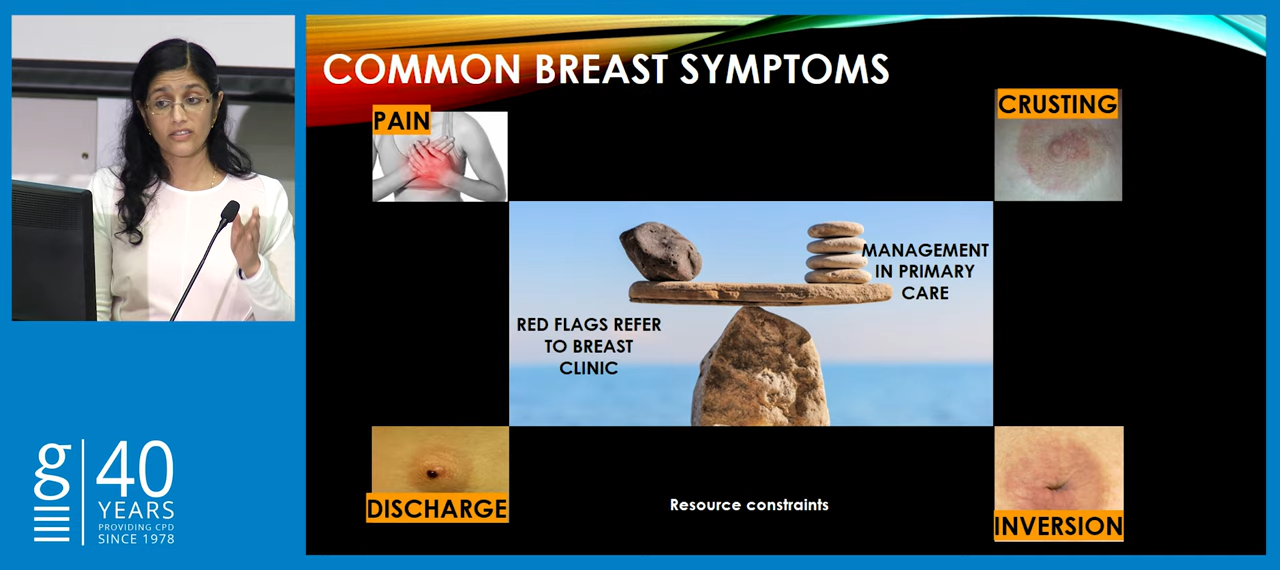 COMMON BREAST SYMPTOMS
PAIN
CRUSTING
MANAGEMENT
IN PRIMARY
CARE
RED FLAGS REFER
TO BREAST
CLINIC
DISCHARGE
Resource constraints
INVERSION
g
40
YEARS
PROVIDING CPD
SINCE 1978